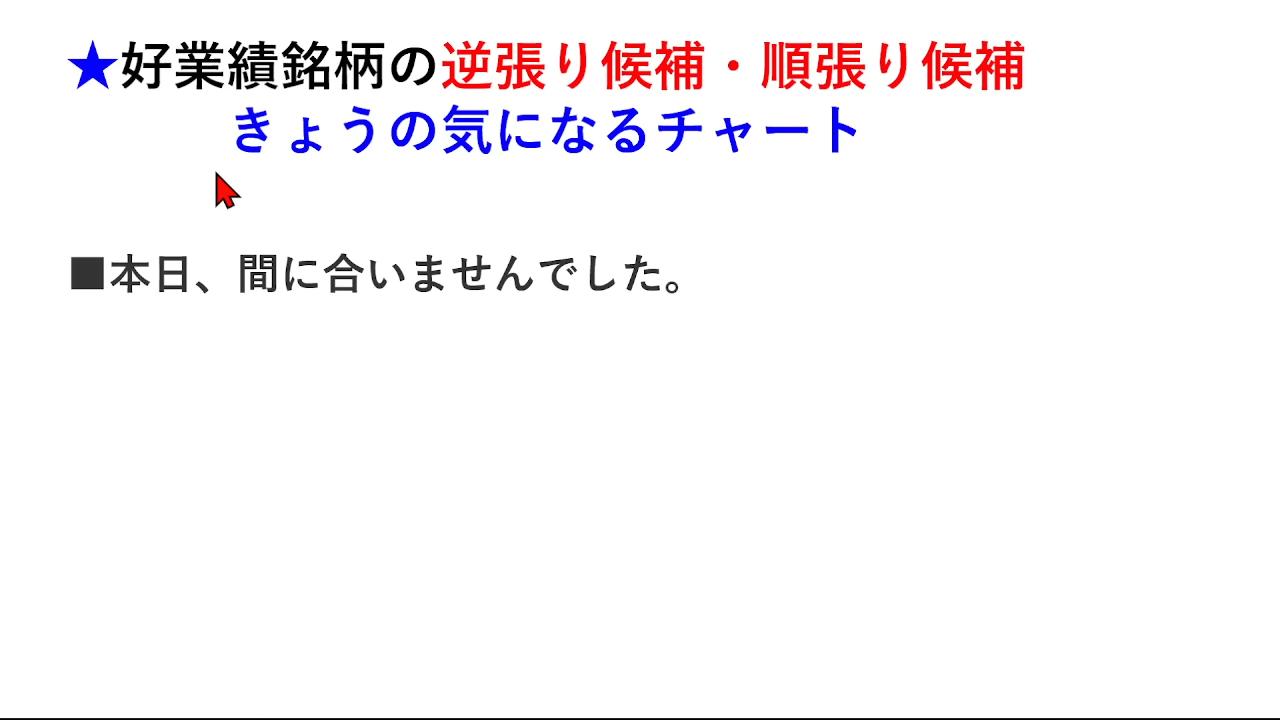 ★好業績銘柄の逆張り候補・順張り候補
きょうの気になるチャート
■本日、間に合いませんでした。